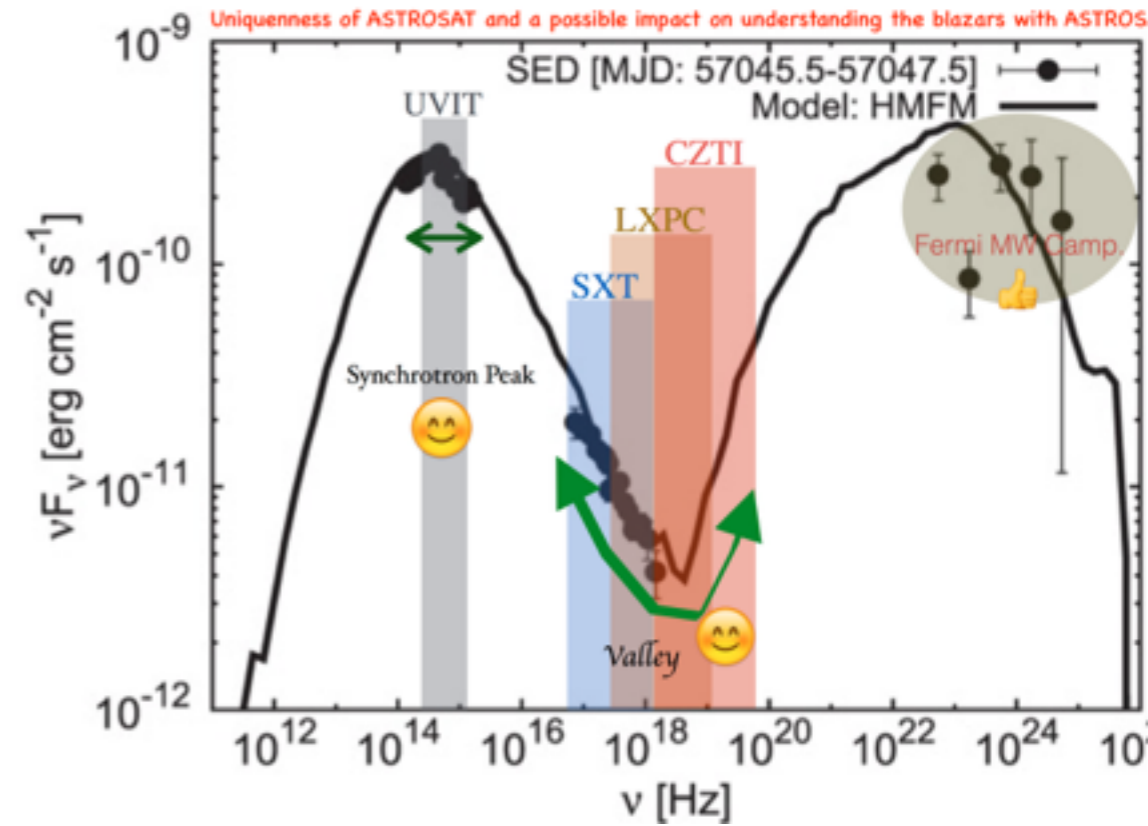 Uniquenness of ASTROSAT and a possible impact on understanding the blazars with ASTROS
SED [MJD: 57045.5-57047.5]
Model: HMFM
UVIT
CZTI
LXPC
SXT
Fermi MW Camp.
Synchrotron Peak
Valley
10⁻⁹
10⁻¹⁰
10⁻¹¹
10⁻¹²
νFν [erg cm⁻² s⁻¹]
10¹² 10¹⁴ 10¹⁶ 10¹⁸ 10²⁰ 10²² 10²⁴
ν [Hz]